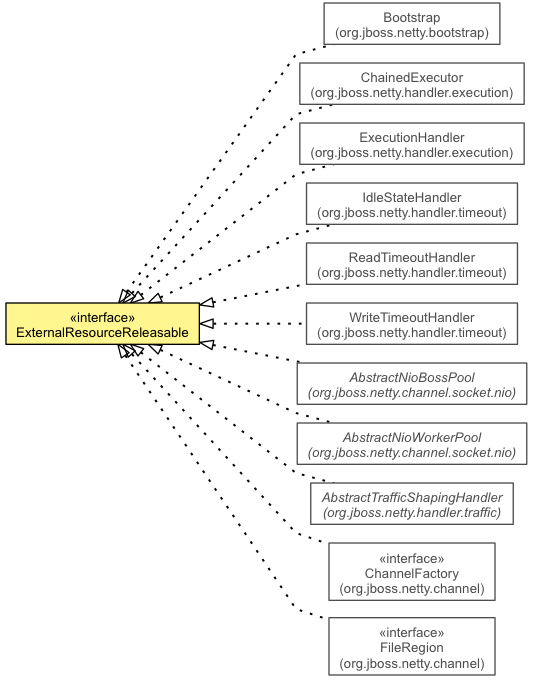 Bootstrap
(org.jboss.netty.bootstrap)
ChainedExecutor
(org.jboss.netty.handler.execution)
ExecutionHandler
(org.jboss.netty.handler.execution)
IdleStateHandler
(org.jboss.netty.handler.timeout)
ReadTimeoutHandler
(org.jboss.netty.handler.timeout)
«interface»
ExternalResourceReleasable
WriteTimeoutHandler
(org.jboss.netty.handler.timeout)
AbstractNioBossPool
(org.jboss.netty.channel.socket.nio)
AbstractNioWorkerPool
(org.jboss.netty.channel.socket.nio)
AbstractTrafficShapingHandler
(org.jboss.netty.handler.traffic)
«interface»
ChannelFactory
(org.jboss.netty.channel)
«interface»
FileRegion
(org.jboss.netty.channel)